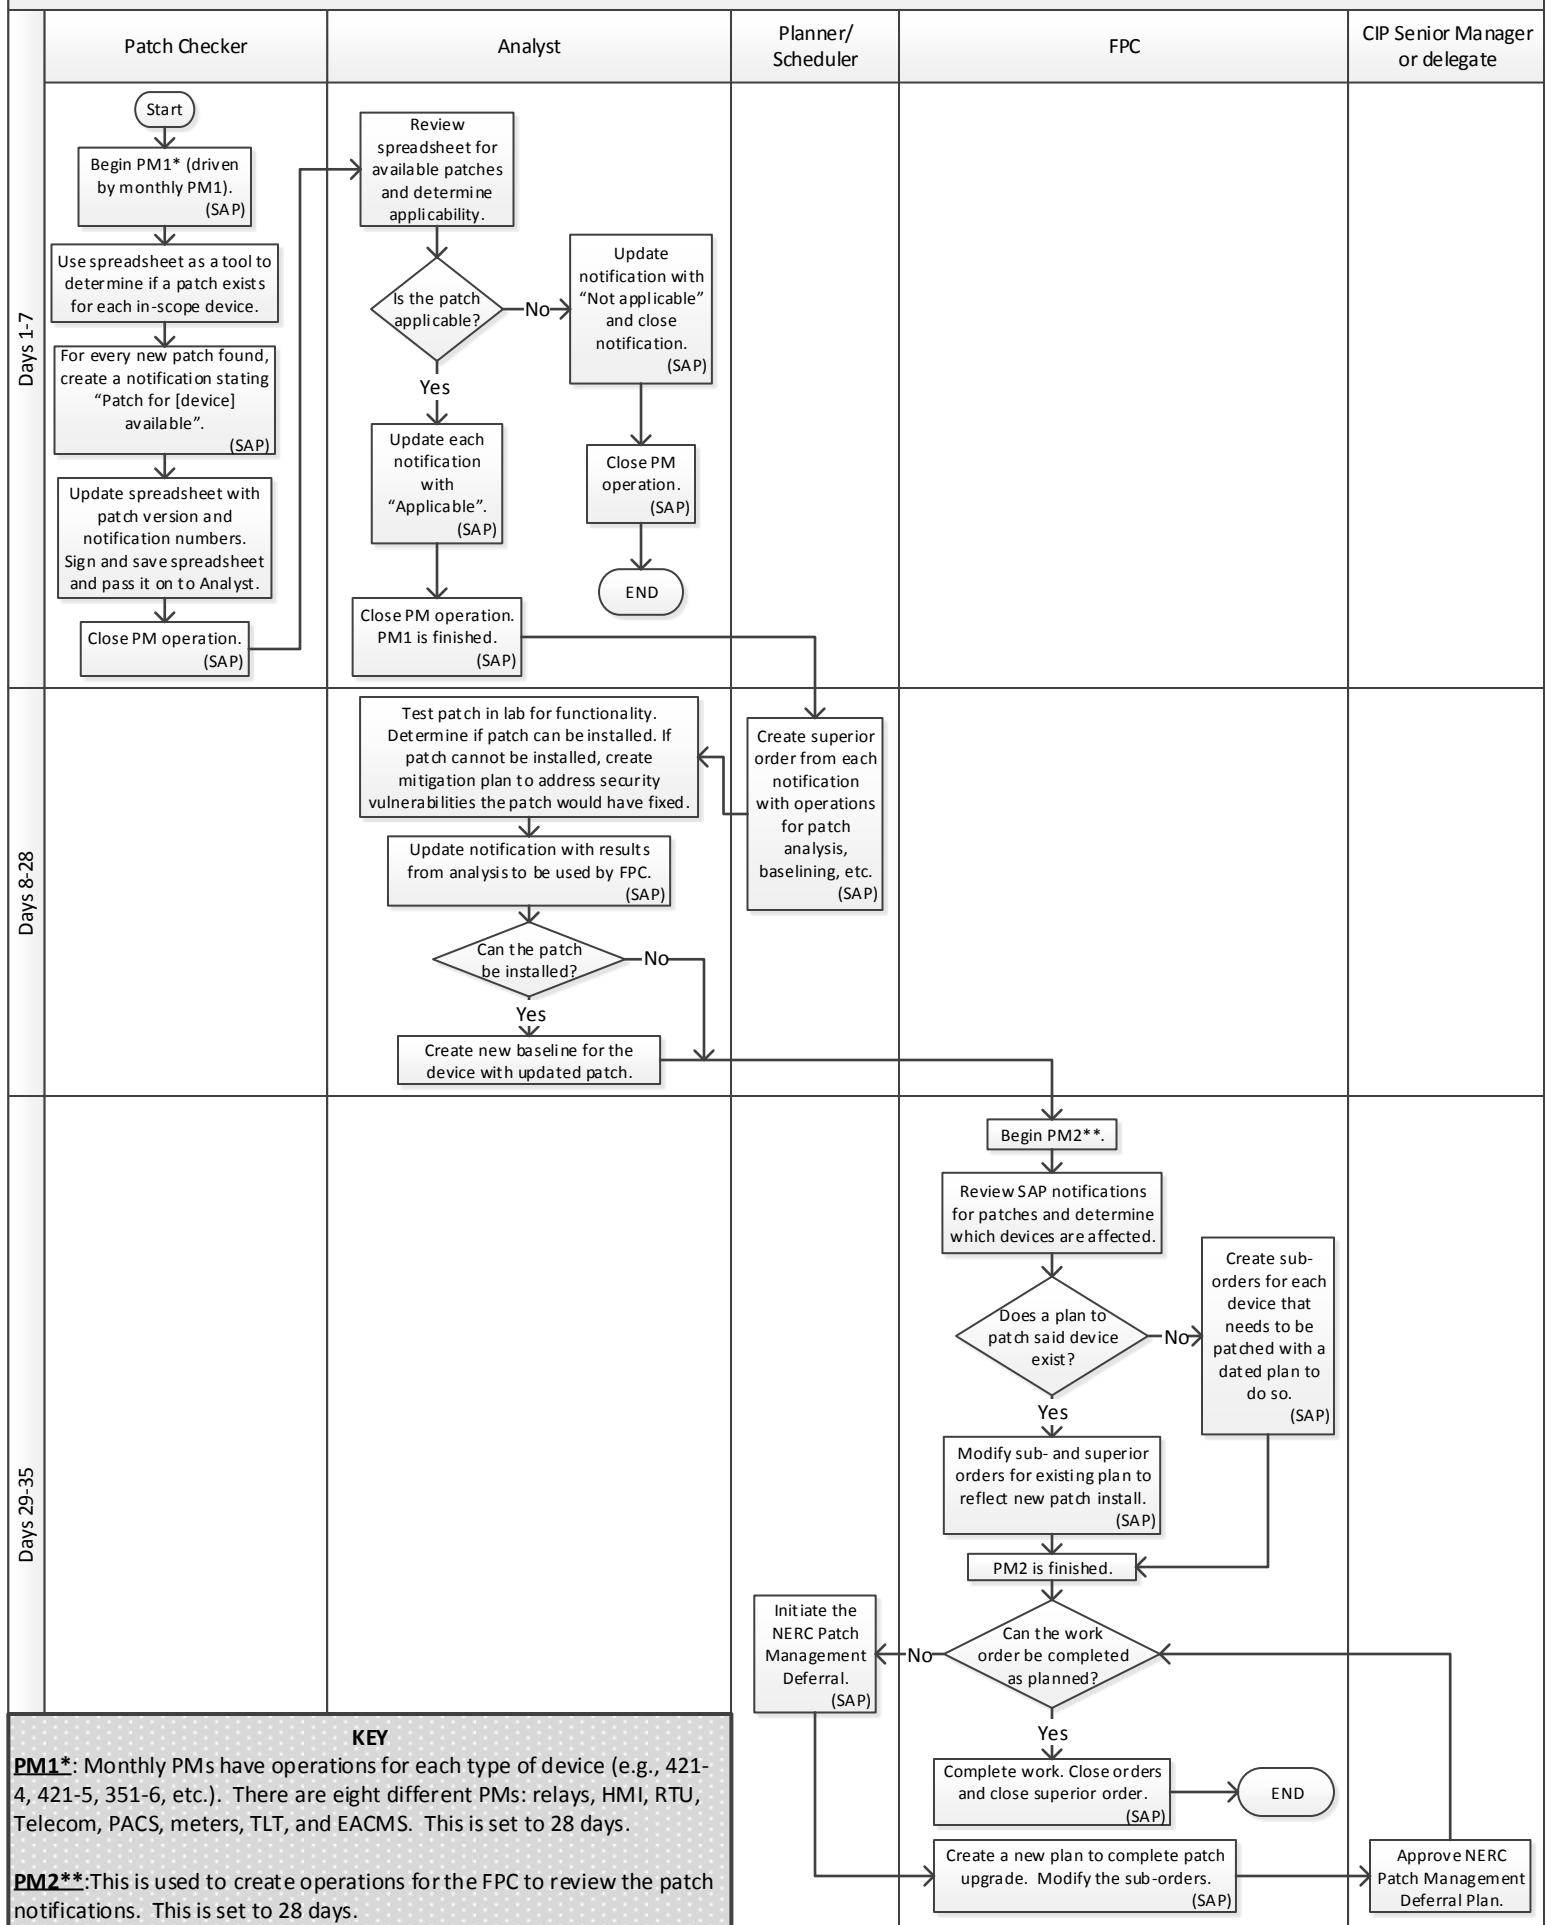 Patch Checker
Analyst
Planner/
Scheduler
FPC
CIP Senior Manager
or delegate
Days 1-7
Start
Begin PM1* (driven
by monthly PM1).
(SAP)
Use spreadsheet as a tool to
determine if a patch exists
for each in-scope device.
For every new patch found,
create a notification stating
“Patch for [device]
available”.
(SAP)
Update spreadsheet with
patch version and
notification numbers.
Sign and save spreadsheet
and pass it on to Analyst.
Close PM operation.
(SAP)
Review
spreadsheet for
available patches
and determine
applicability.
Is the patch
applicable?
No
Update
notification with
“Not applicable”
and close
notification.
(SAP)
Close PM
operation.
(SAP)
END
Yes
Update each
notification
with
“Applicable”.
(SAP)
Close PM operation.
PM1 is finished.
(SAP)
Days 8-28
Create superior
order from each
notification
with operations
for patch
analysis,
baselining, etc.
(SAP)
Test patch in lab for functionality.
Determine if patch can be installed. If
patch cannot be installed, create
mitigation plan to address security
vulnerabilities the patch would have fixed.
Update notification with results
from analysis to be used by FPC.
(SAP)
Can the patch
be installed?
No
Yes
Create new baseline for the
device with updated patch.
Days 29-35
Begin PM2**.
Review SAP notifications
for patches and determine
which devices are affected.
Does a plan to
patch said device
exist?
No
Create sub-
orders for each
device that
needs to be
patched with a
dated plan to
do so.
(SAP)
Yes
Modify sub- and superior
orders for existing plan to
reflect new patch install.
(SAP)
PM2 is finished.
Can the work
order be completed
as planned?
No
Initiate the
NERC Patch
Management
Deferral.
(SAP)
Yes
Complete work. Close orders
and close superior order.
(SAP)
END
Create a new plan to complete patch
upgrade. Modify the sub-orders.
(SAP)
Approve NERC
Patch Management
Deferral Plan.
KEY
PM1*: Monthly PMs have operations for each type of device (e.g., 421-
4, 421-5, 351-6, etc.). There are eight different PMs: relays, HMI, RTU,
Telecom, PACS, meters, TLT, and EACMS. This is set to 28 days.
PM2**:This is used to create operations for the FPC to review the patch
notifications. This is set to 28 days.